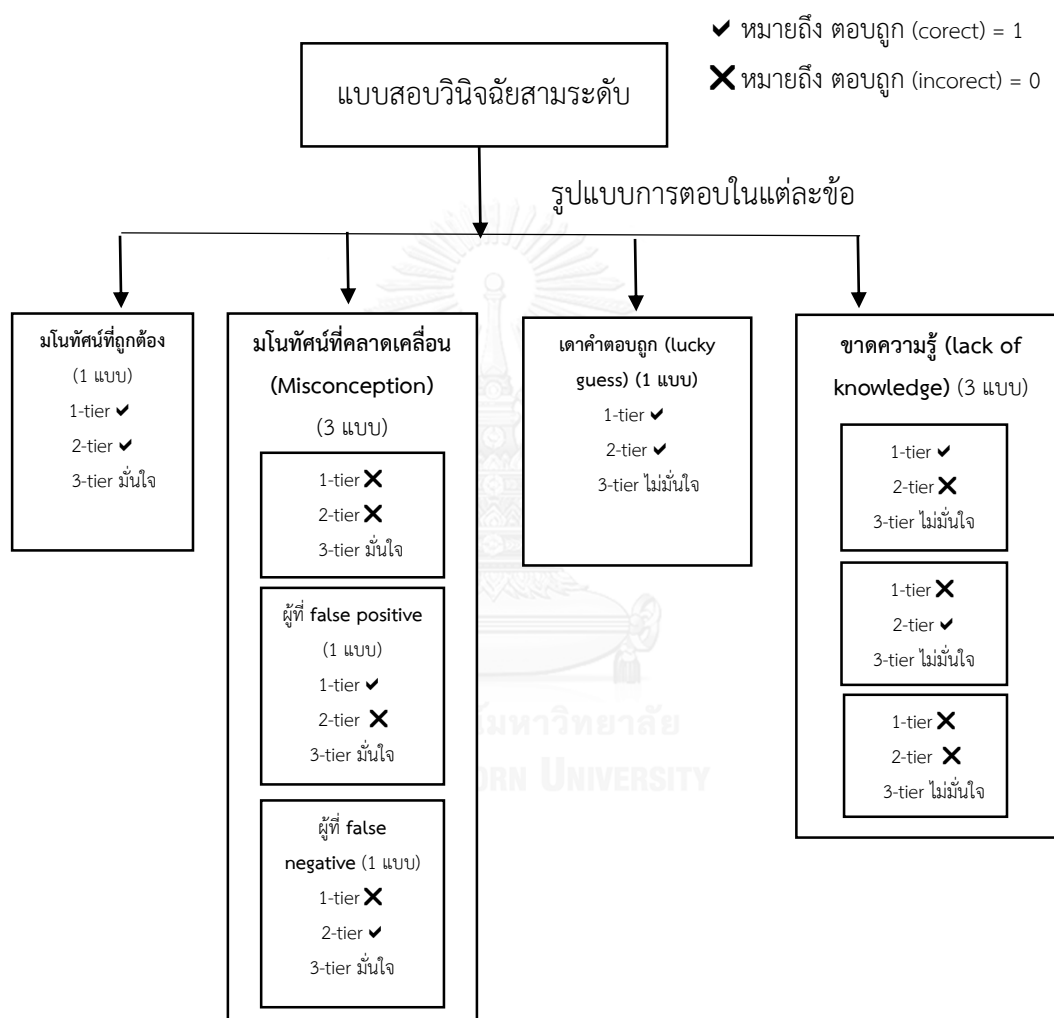 ✔ หมายถึง ตอบถูก (corect) = 1
✖ หมายถึง ตอบถูก (incorect) = 0
แบบสอบวินิจฉัยสามระดับ
รูปแบบการตอบในแต่ละข้อ
มโนทัศน์ที่ถูกต้อง
(1 แบบ)
1-tier ✔
2-tier ✔
3-tier มั่นใจ
มโนทัศน์ที่คลาดเคลื่อน
(Misconception)
(3 แบบ)
1-tier ✖
2-tier ✖
3-tier มั่นใจ
ผู้ที่ false positive
(1 แบบ)
1-tier ✔
2-tier ✖
3-tier มั่นใจ
ผู้ที่ false
negative (1 แบบ)
1-tier ✖
2-tier ✔
3-tier มั่นใจ
เดาคำตอบถูก (lucky
guess) (1 แบบ)
1-tier ✔
2-tier ✔
3-tier ไม่มั่นใจ
ขาดความรู้ (lack of
knowledge) (3 แบบ)
1-tier ✔
2-tier ✖
3-tier ไม่มั่นใจ
1-tier ✖
2-tier ✔
3-tier ไม่มั่นใจ
1-tier ✖
2-tier ✖
3-tier ไม่มั่นใจ
มหาวิทยาลัย
UNIVERSITY